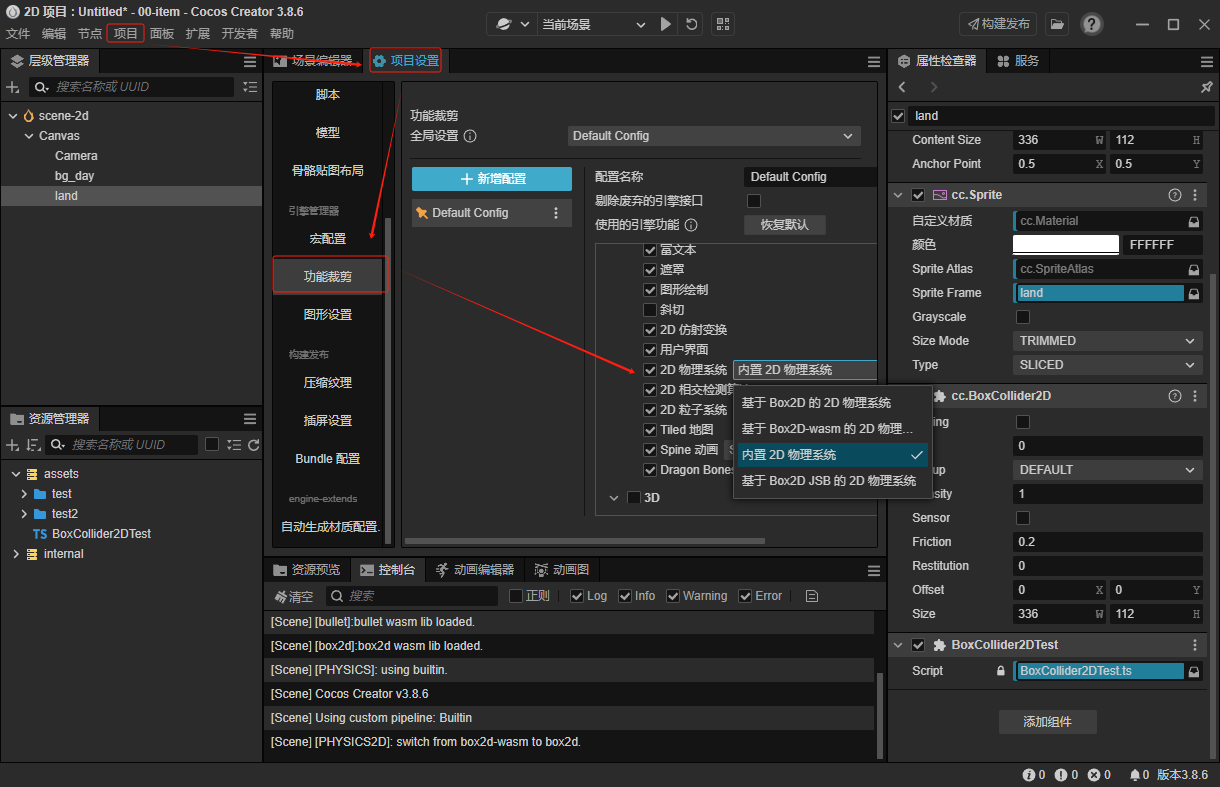 2D 项目 : Untitled* - 00-item - Cocos Creator 3.8.6
文件 编辑 节点 项目 面板 扩展 开发者 帮助
当前场景
构建发布
层级管理器
搜索名称或 UUID
scene-2d
Canvas
Camera
bg_day
land
资源管理器
搜索名称或 UUID
assets
test
test2
TS BoxCollider2DTest
internal
场景编辑器 项目设置
脚本
模型
骨骼贴图布局
引擎管理器
宏配置
功能裁剪
图形设置
构建发布
压缩纹理
插屏设置
Bundle 配置
engine-extends
自动生成材质配置.
功能裁剪
全局设置 Default Config
新增配置
Default Config
配置名称 Default Config
剔除废弃的引擎接口
使用的引擎功能 恢复默认
富文本
遮罩
图形绘制
斜切
2D 仿射变换
用户界面
2D 物理系统 内置 2D 物理系统
2D 相交检测
2D 粒子系统
Tiled 地图
Spine 动画
Dragon Bones
3D
基于 Box2D 的 2D 物理系统
基于 Box2D-wasm 的 2D 物理...
内置 2D 物理系统
基于 Box2D JSB 的 2D 物理系统
资源预览 控制台 动画编辑器 动画图
清空 搜索 正则 Log Info Warning Error
[Scene] [bullet]:bullet wasm lib loaded.
[Scene] [box2d]:box2d wasm lib loaded.
[Scene] [PHYSICS]: using builtin.
[Scene] Cocos Creator v3.8.6
[Scene] Using custom pipeline: Builtin
[Scene] [PHYSICS2D]: switch from box2d-wasm to box2d.
属性检查器 服务
land
Content Size 336 W 112 H
Anchor Point 0.5 X 0.5 Y
cc.Sprite
自定义材质 cc.Material
颜色 FFFFFF
Sprite Atlas cc.SpriteAtlas
Sprite Frame land
Grayscale
Size Mode TRIMMED
Type SLICED
cc.BoxCollider2D
ing
0
up DEFAULT
sity 1
Sensor
Friction 0.2
Restitution 0
Offset 0 X 0 Y
Size 336 W 112 H
BoxCollider2DTest
Script BoxCollider2DTest.ts
添加组件
0 0 0 0 版本3.8.6